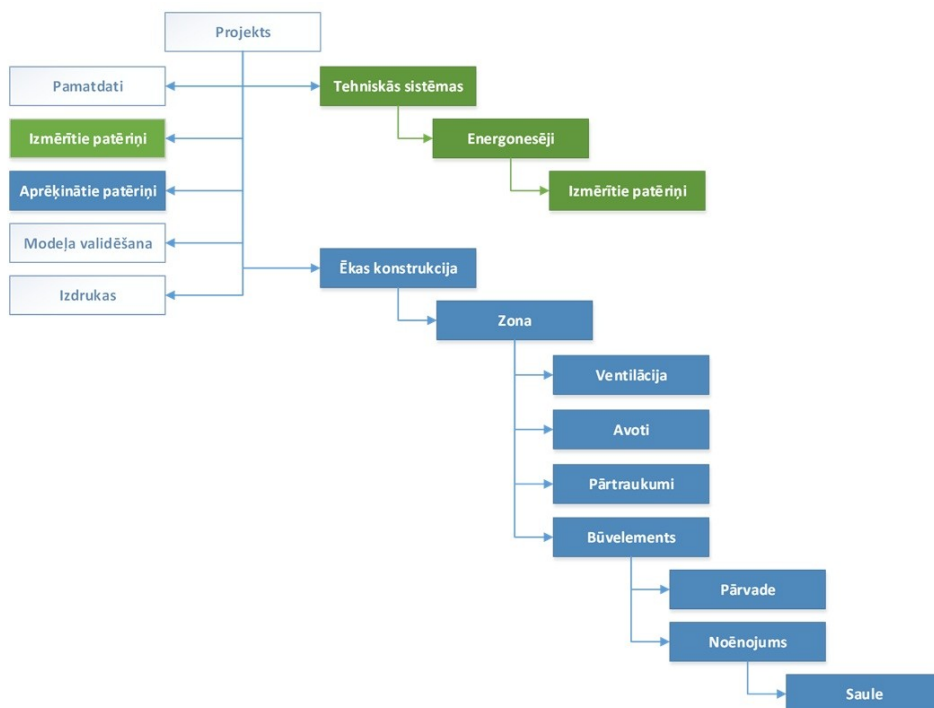 Projekts
Pamatdati
Tehniskās sistēmas
Izmērītie patēriņi
Energonesēji
Aprēķinātie patēriņi
Izmērītie patēriņi
Modeļa validēšana
Ēkas konstrukcija
Izdrukas
Zona
Ventilācija
Avoti
Pārtraukumi
Būvelements
Pārvade
Noēnojums
Saule